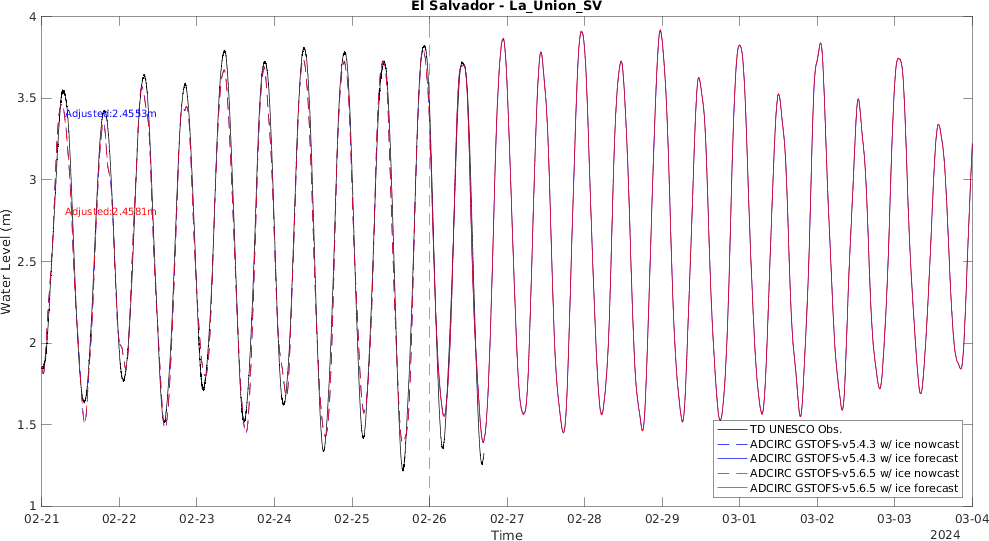 El Salvador - La_Union_SV
4
3.5
3
2.5
2
1.5
1
Water Level (m)
Adjusted:2.4553m
Adjusted:2.4581m
TD UNESCO Obs.
ADCIRC GSTOFS-v5.4.3 w/ ice nowcast
ADCIRC GSTOFS-v5.4.3 w/ ice forecast
ADCIRC GSTOFS-v5.6.5 w/ ice nowcast
ADCIRC GSTOFS-v5.6.5 w/ ice forecast
02-21 02-22 02-23 02-24 02-25 02-26 02-27 02-28 02-29 03-01 03-02 03-03 03-04
Time
2024